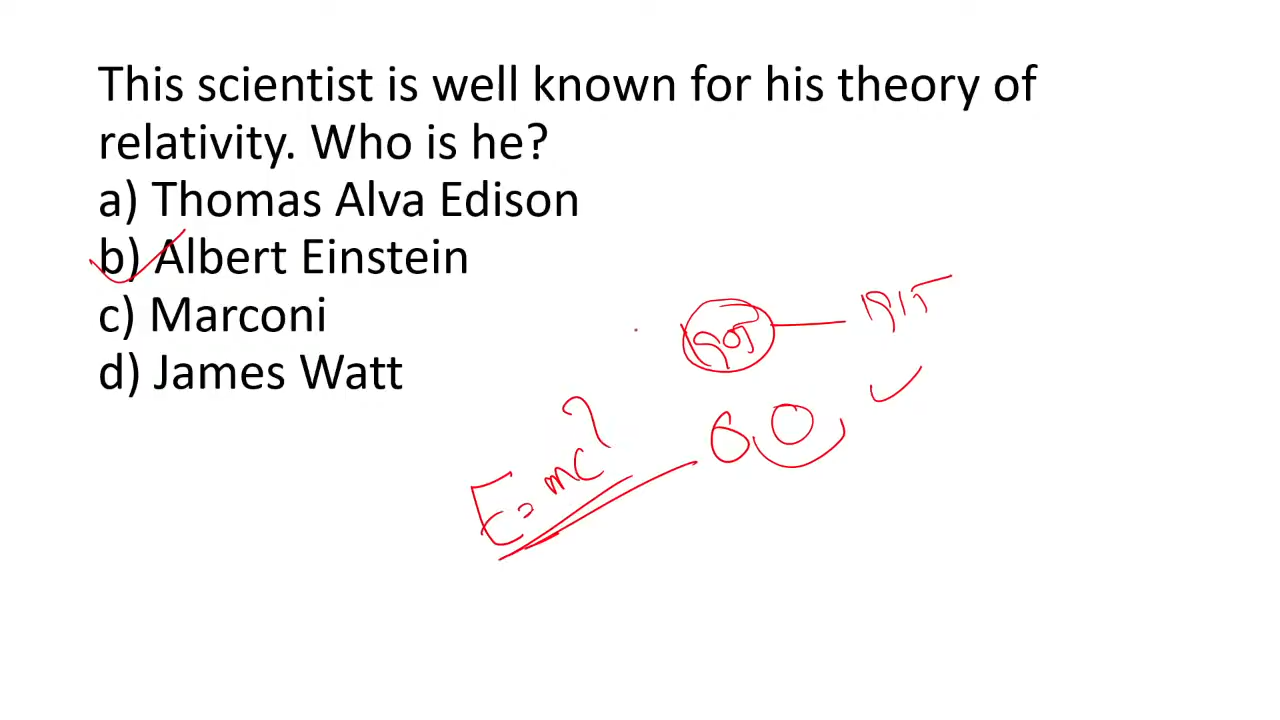 This scientist is well known for his theory of
relativity. Who is he?
a) Thomas Alva Edison
b) Albert Einstein
c) Marconi
d) James Watt
1905 1915
E=mc2